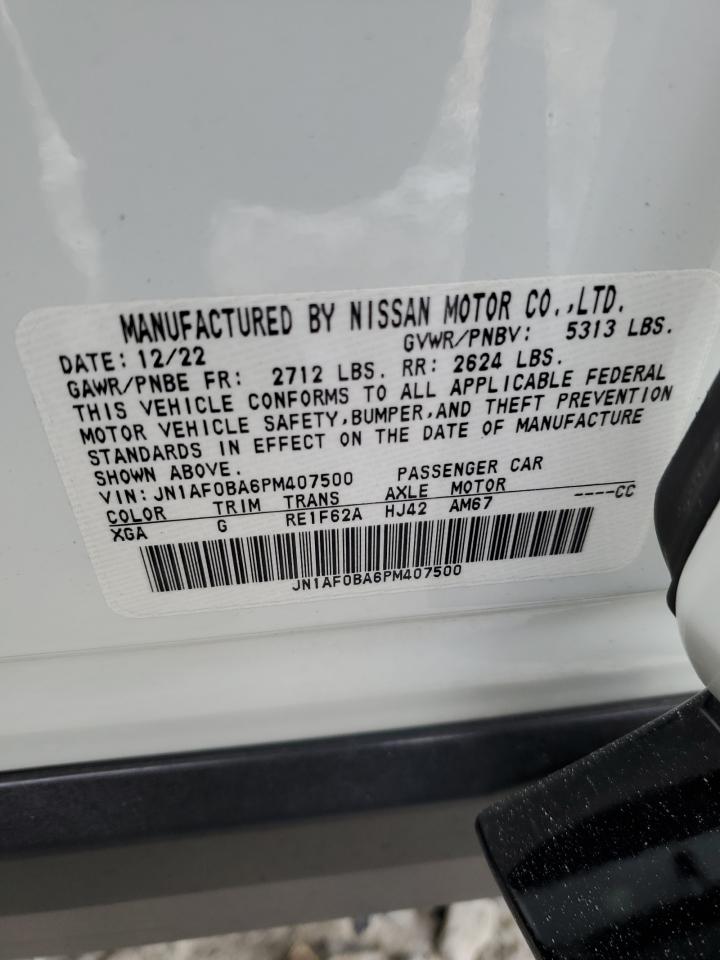 MANUFACTURED BY NISSAN MOTOR CO.,LTD.
DATE: 12/22 GVWR/PNBV: 5313 LBS.
GAWR/PNBE FR: 2712 LBS. RR: 2624 LBS.
THIS VEHICLE CONFORMS TO ALL APPLICABLE FEDERAL
MOTOR VEHICLE SAFETY,BUMPER,AND THEFT PREVENTION
STANDARDS IN EFFECT ON THE DATE OF MANUFACTURE
SHOWN ABOVE.
VIN: JN1AF0BA6PM407500 PASSENGER CAR
COLOR TRIM TRANS AXLE MOTOR
XGA G RE1F62A HJ42 AM67 ----CC
JN1AF0BA6PM407500